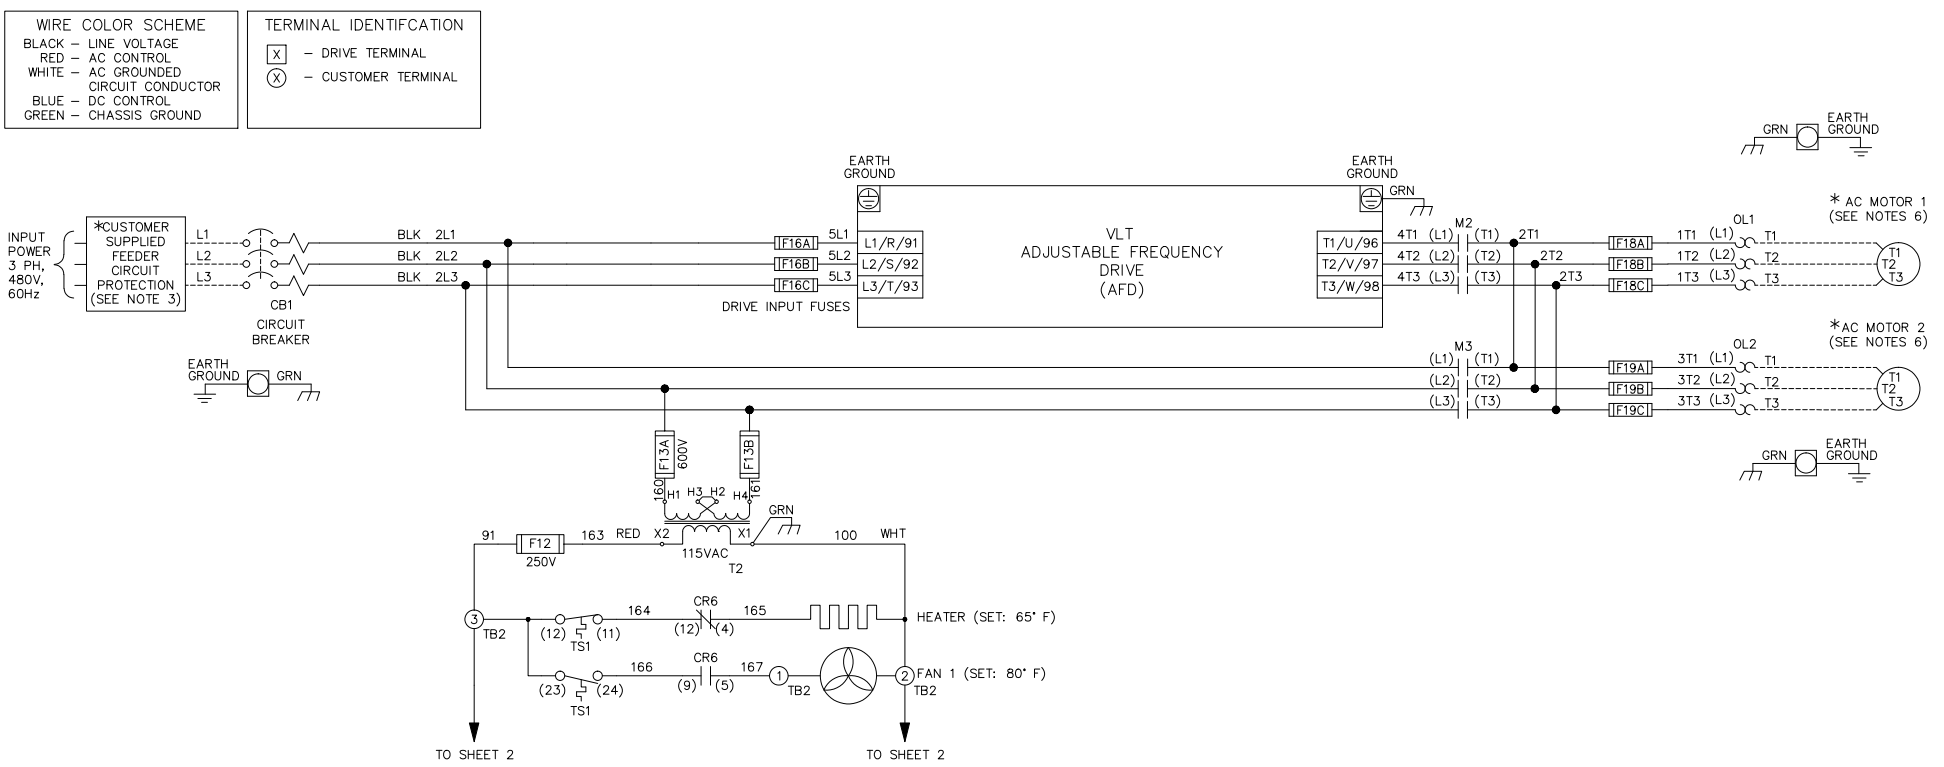 WIRE COLOR SCHEME
BLACK – LINE VOLTAGE
RED – AC CONTROL
WHITE – AC GROUNDED
CIRCUIT CONDUCTOR
BLUE – DC CONTROL
GREEN – CHASSIS GROUND
TERMINAL IDENTIFCATION
X – DRIVE TERMINAL
X – CUSTOMER TERMINAL
INPUT
POWER
3 PH,
480V,
60Hz
*CUSTOMER
SUPPLIED
FEEDER
CIRCUIT
PROTECTION
(SEE NOTE 3)
L1
L2
L3
CB1
CIRCUIT
BREAKER
BLK 2L1
BLK 2L2
BLK 2L3
EARTH
GROUND
GRN
F16A
F16B
F16C
5L1
5L2
5L3
DRIVE INPUT FUSES
EARTH
GROUND
L1/R/91
L2/S/92
L3/T/93
VLT
ADJUSTABLE FREQUENCY
DRIVE
(AFD)
EARTH
GROUND
GRN
T1/U/96
T2/V/97
T3/W/98
M2
4T1 (L1) (T1) 2T1
4T2 (L2) (T2) 2T2
4T3 (L3) (T3) 2T3
F18A
F18B
F18C
OL1
1T1 (L1) T1
1T2 (L2) T2
1T3 (L3) T3
GRN
EARTH
GROUND
* AC MOTOR 1
(SEE NOTES 6)
T1
T2
T3
M3
(L1) (T1)
(L2) (T2)
(L3) (T3)
F19A
F19B
F19C
OL2
3T1 (L1) T1
3T2 (L2) T2
3T3 (L3) T3
*AC MOTOR 2
(SEE NOTES 6)
T1
T2
T3
GRN
EARTH
GROUND
F13A
600V
F13B
160
161
H1 H3 H2 H4
GRN
91
F12
250V
163 RED X2
X1
115VAC
T2
100 WHT
3
TB2
(12) (11)
TS1
164
CR6
(12) (4)
165
HEATER (SET: 65° F)
(23) (24)
TS1
166
CR6
(9) (5)
167
1
TB2
2
TB2
FAN 1 (SET: 80° F)
TO SHEET 2
TO SHEET 2